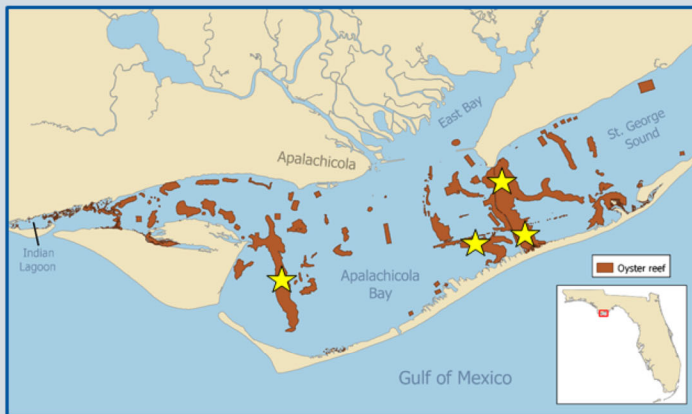 East Bay
St. George
Sound
Apalachicola
Indian
Lagoon
Apalachicola
Bay
Oyster reef
Gulf of Mexico